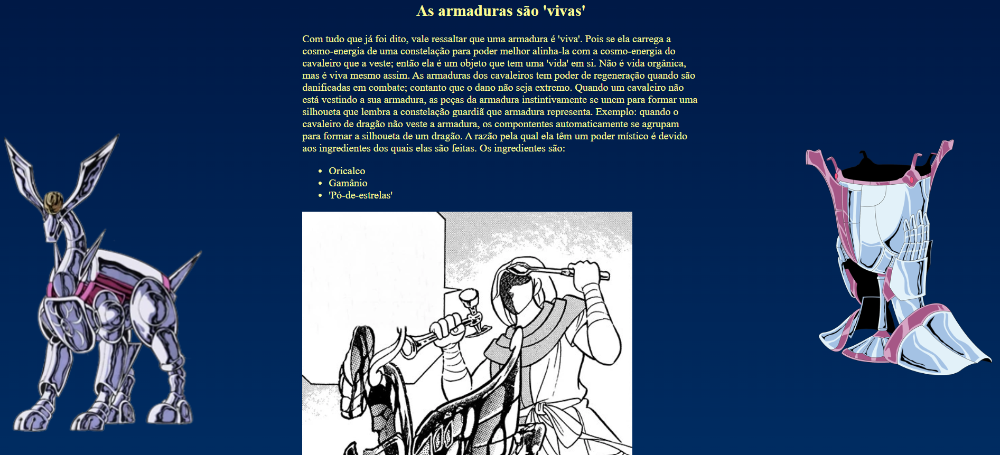 As armaduras são 'vivas'
Com tudo que já foi dito, vale ressaltar que uma armadura é 'viva'. Pois se ela carrega a
cosmo-energia de uma constelação para poder melhor alinha-la com a cosmo-energia do
cavaleiro que a veste; então ela é um objeto que tem uma 'vida' em si. Não é vida orgânica,
mas é viva mesmo assim. As armaduras dos cavaleiros tem poder de regeneração quando são
danificadas em combate; contanto que o dano não seja extremo. Quando um cavaleiro não
está vestindo a sua armadura, as peças da armadura instintivamente se unem para formar uma
silhoueta que lembra a constelação guardiã que armadura representa. Exemplo: quando o
cavaleiro de dragão não veste a armadura, os compontentes automaticamente se agrupam
para formar a silhoueta de um dragão. A razão pela qual ela têm um poder místico é devido
aos ingredientes dos quais elas são feitas. Os ingredientes são:
• Oricalco
• Gamânio
• 'Pó-de-estrelas'